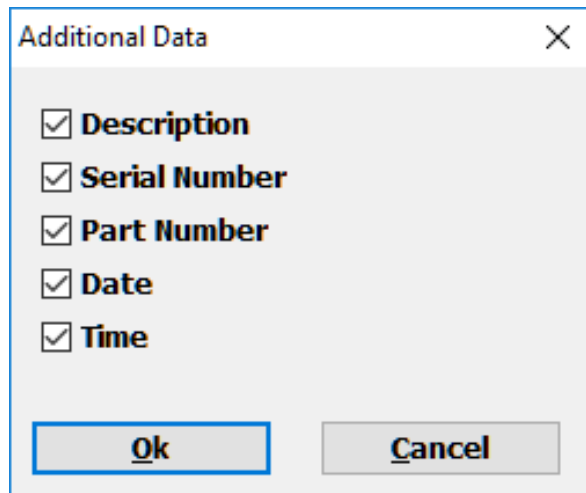 Additional Data
Description
Serial Number
Part Number
Date
Time
Ok Cancel